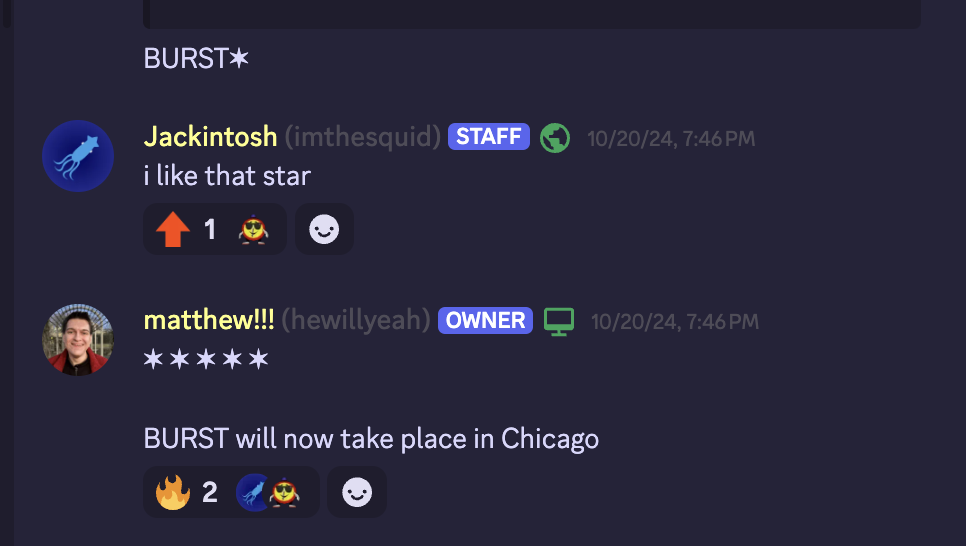 BURST✶
Jackintosh (imthesquid) STAFF 10/20/24, 7:46 PM
i like that star
1
matthew!!! (hewillyeah) OWNER 10/20/24, 7:46 PM
✶ ✶ ✶ ✶ ✶
BURST will now take place in Chicago
2